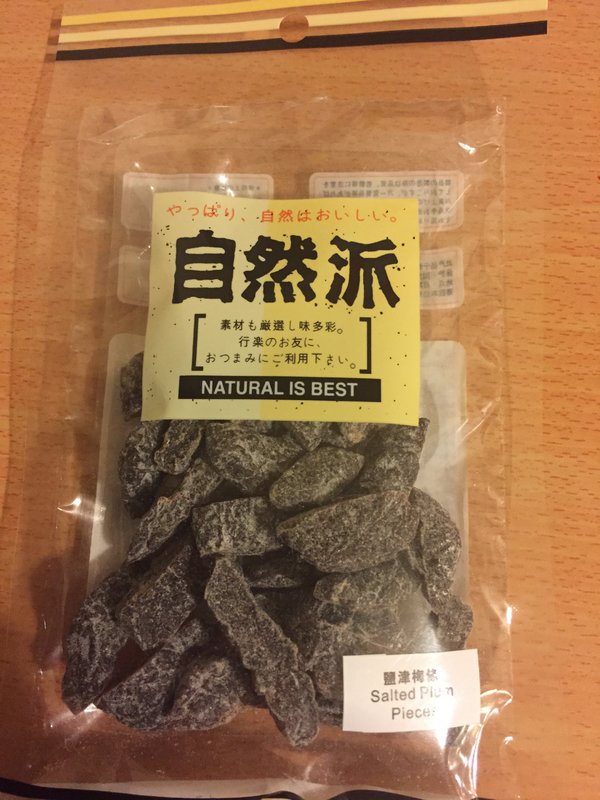 やっぱり、自然はおいしい。
自然派
素材も厳選し味多彩。
行楽のお友に、
おつまみにご利用下さい。
NATURAL IS BEST
鹽津梅條
Salted Plum
Pieces